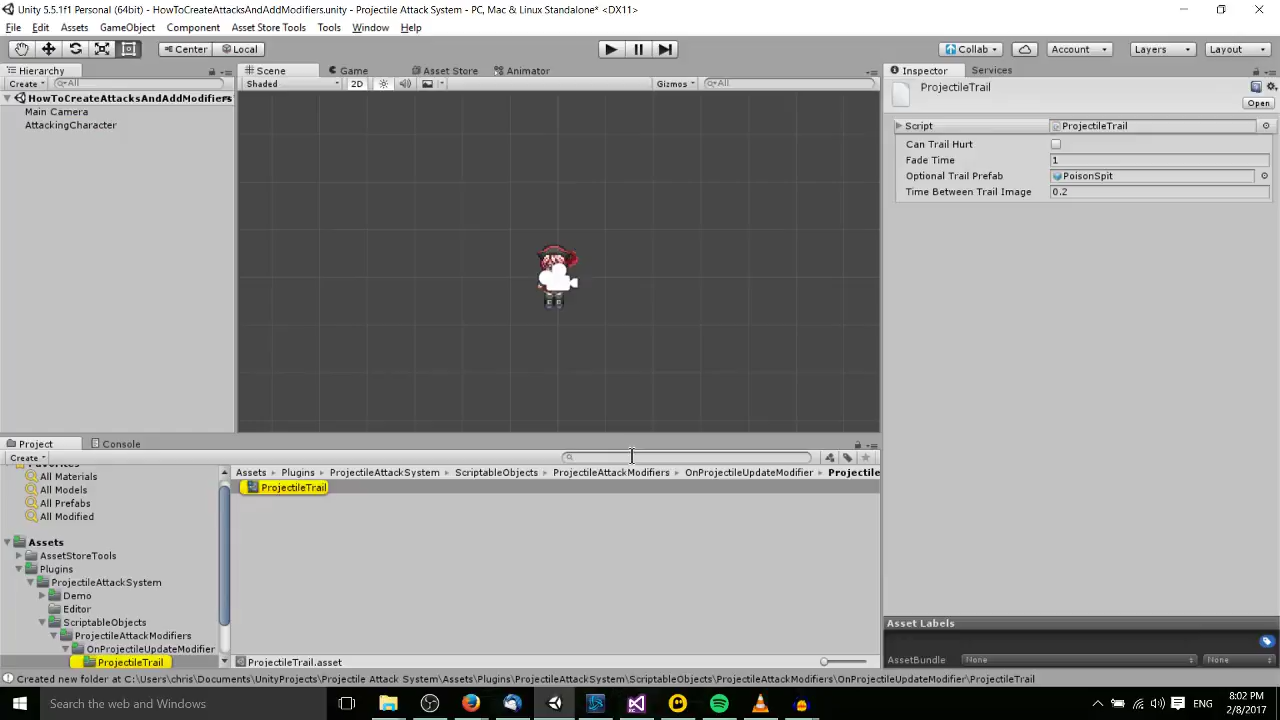 Unity 5.5.1f1 Personal (64bit) - HowToCreateAttacksAndAddModifiers.unity - Projectile Attack System - PC, Mac & Linux Standalone* <DX11>
File Edit Assets GameObject Component Asset Store Tools Tools Window Help
Center Local Collab Account Layers Layout
Hierarchy
Create All
HowToCreateAttacksAndAddModifiers
Main Camera
AttackingCharacter
Scene Game Asset Store Animator
Shaded 2D Gizmos All
Inspector Services
ProjectileTrail
Open
Script ProjectileTrail
Can Trail Hurt
Fade Time 1
Optional Trail Prefab PoisonSpit
Time Between Trail Image 0.2
Project Console
Create
Favorites
All Materials
All Models
All Prefabs
All Modified
Assets
AssetStoreTools
Plugins
ProjectileAttackSystem
Demo
Editor
ScriptableObjects
ProjectileAttackModifiers
OnProjectileUpdateModifier
ProjectileTrail
Assets Plugins ProjectileAttackSystem ScriptableObjects ProjectileAttackModifiers OnProjectileUpdateModifier Projectile
ProjectileTrail
ProjectileTrail.asset
Asset Labels
AssetBundle None None
Created new folder at C:\Users\chris\Documents\UnityProjects\Projectile Attack System\Assets\Plugins\ProjectileAttackSystem\ScriptableObjects\ProjectileAttackModifiers\OnProjectileUpdateModifier\ProjectileTrail
Search the web and Windows
ENG
8:02 PM
2/8/2017